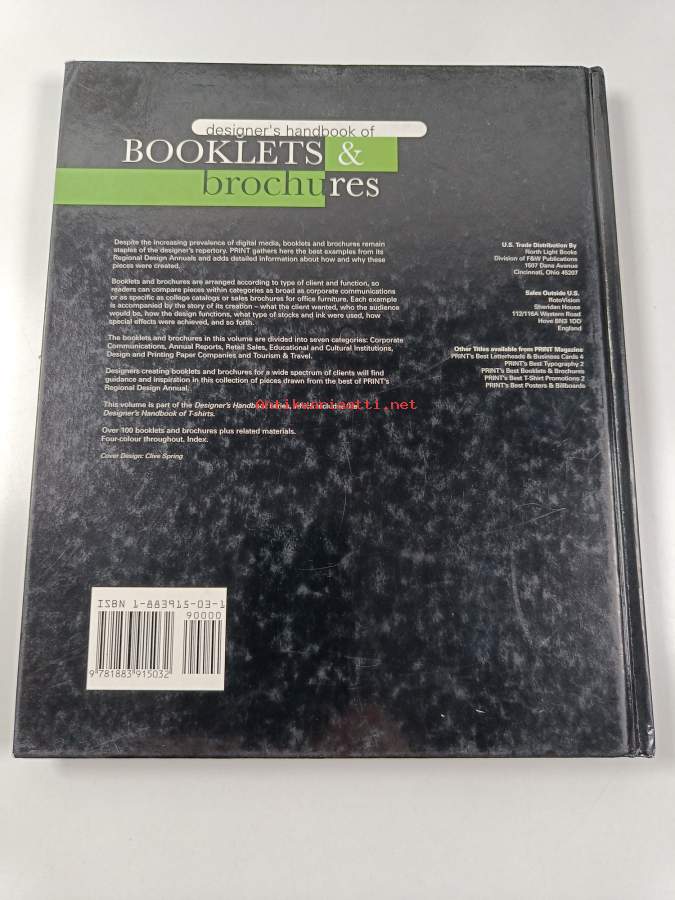 designer's handbook of
BOOKLETS &
brochures
Despite the increasing prevalence of digital media, booklets and brochures remain
staples of the designer's repertory. PRINT gathers here the best examples from its
Regional Design Annuals and adds detailed information about how and why these
pieces were created.
Booklets and brochures are arranged according to type of client and function, so
readers can compare pieces within categories as broad as corporate communications
or as specific as college catalogs or sales brochures for office furniture. Each example
is accompanied by the story of its creation – what the client wanted, who the audience
would be, how the design functions, what type of stocks and ink were used, how
special effects were achieved, and so forth.
The booklets and brochures in this volume are divided into seven categories: Corporate
Communications, Annual Reports, Retail Sales, Educational and Cultural Institutions,
Design and Printing Paper Companies and Tourism & Travel.
Designers creating booklets and brochures for a wide spectrum of clients will find
guidance and inspiration in this collection of pieces drawn from the best of PRINT's
Regional Design Annual.
This volume is part of the Designer's Handbook
Designer's Handbook of T-shirts.
Over 100 booklets and brochures plus related materials.
Four-colour throughout. Index.
Cover Design: Clive Spring
U.S. Trade Distribution By
North Light Books
Division of F&W Publications
1507 Dana Avenue
Cincinnati, Ohio 45207
Sales Outside U.S.
RotoVision
Sheridan House
112/116A Western Road
Hove BN3 1DD
England
Other Titles available from PRINT Magazine
PRINT's Best Letterheads & Business Cards 4
PRINT's Best Typography 2
PRINT's Best Booklets & Brochures
PRINT's Best T-Shirt Promotions 2
PRINT's Best Posters & Billboards
Antikvariaatti.net
ISBN 1-883915-03-1
90000
9 781883 915032